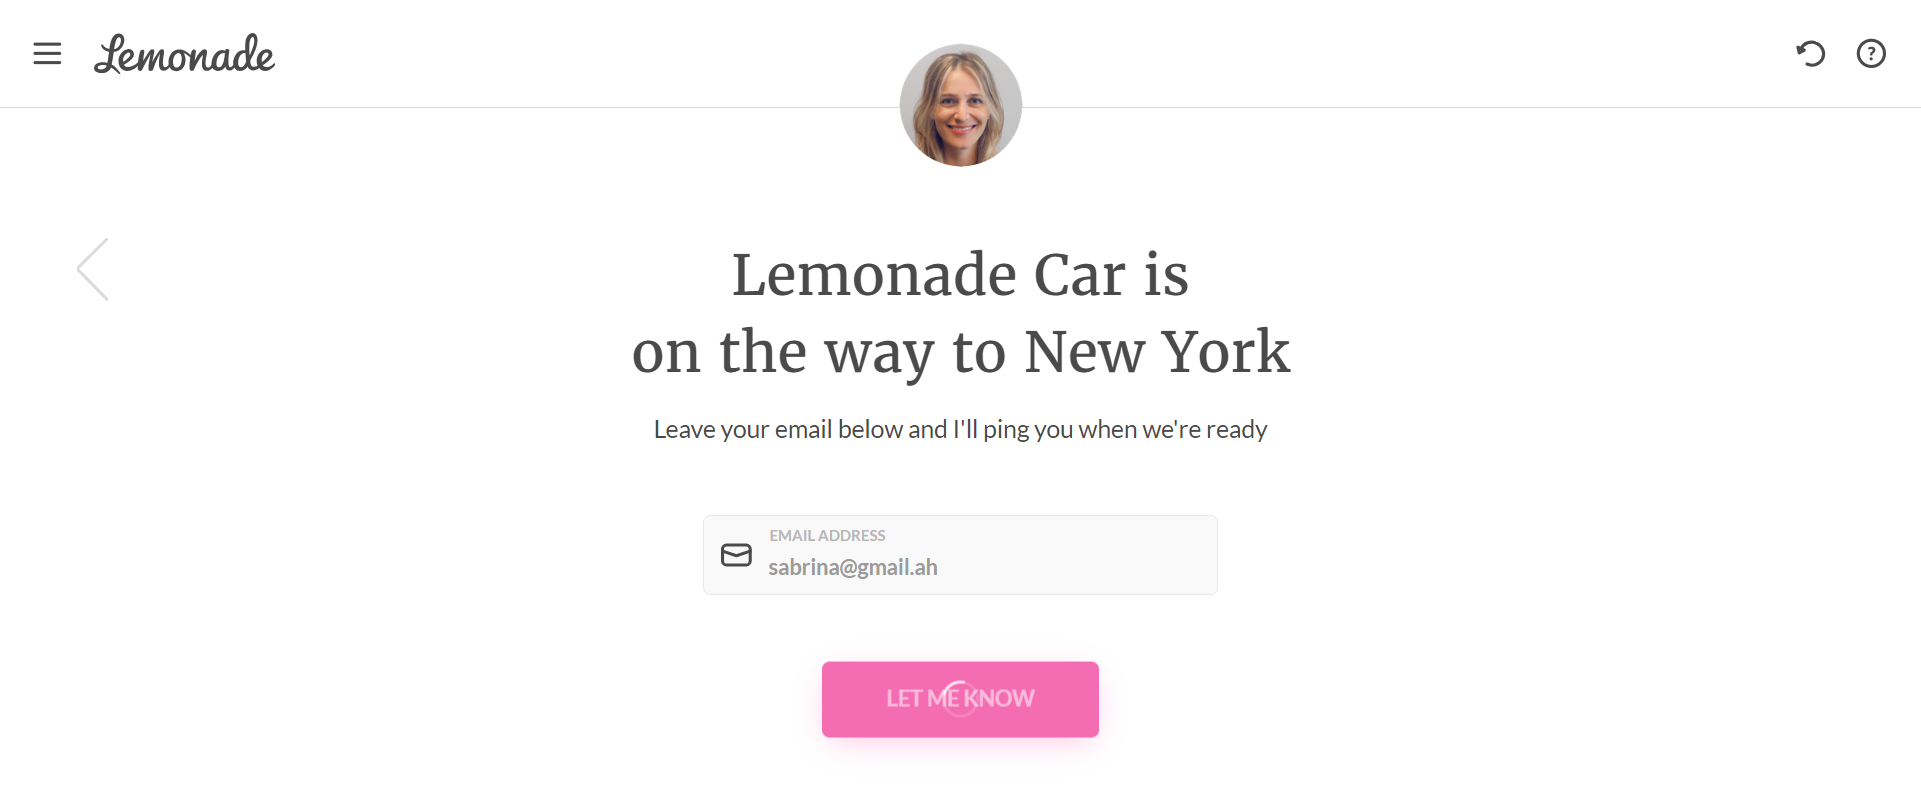 Lemonade
Lemonade Car is
on the way to New York
Leave your email below and I'll ping you when we're ready
EMAIL ADDRESS
sabrina@gmail.ah
LET ME KNOW